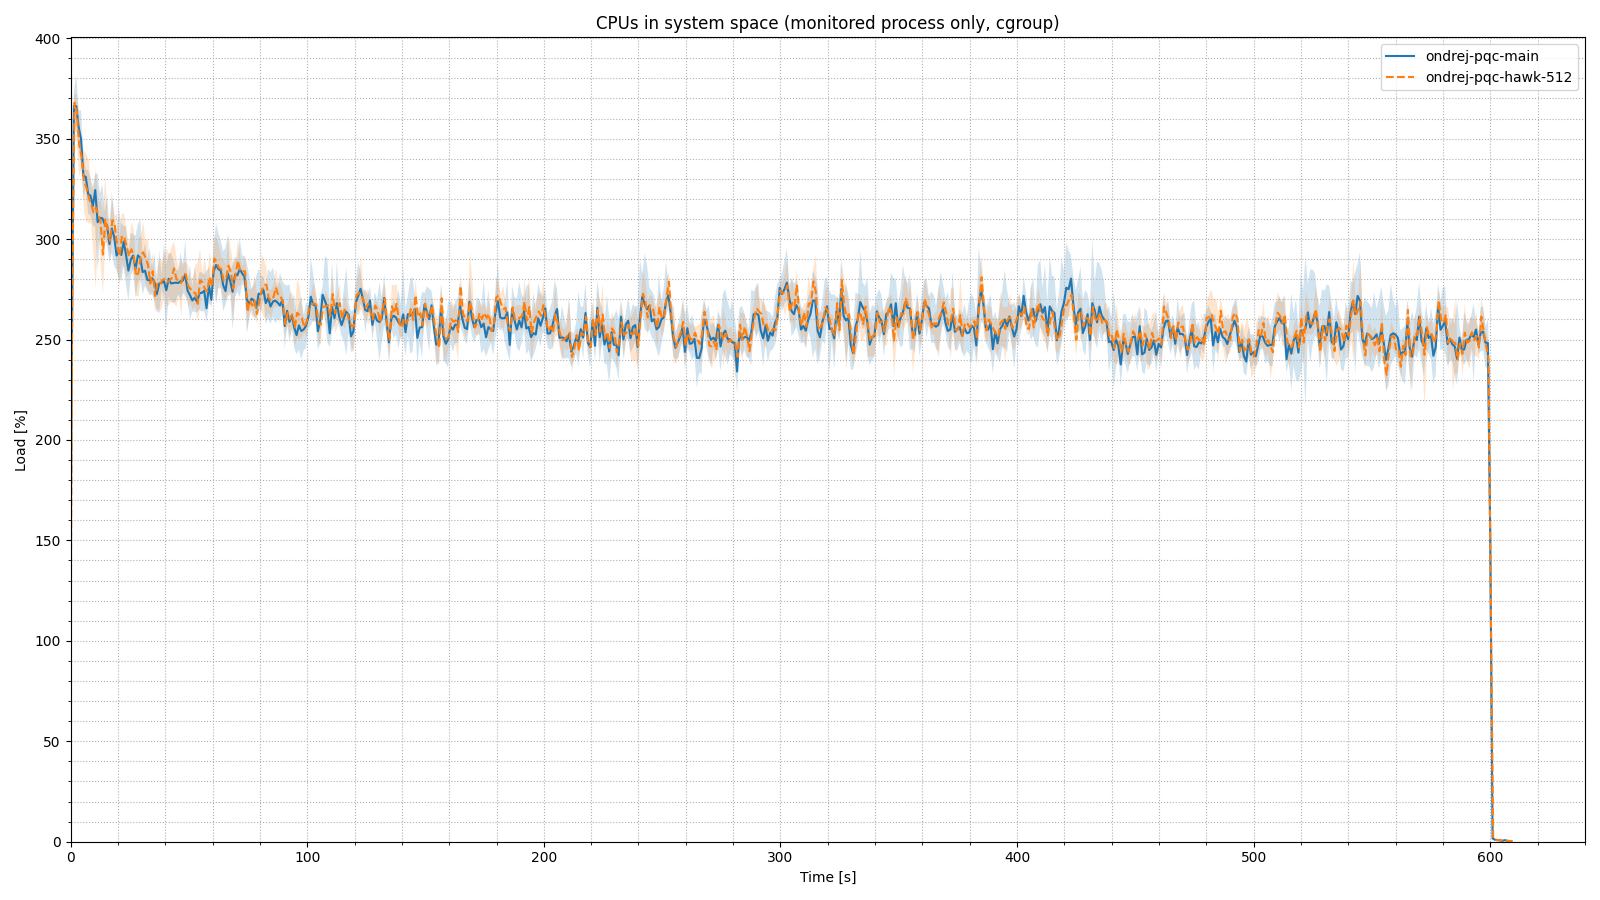 CPUs in system space (monitored process only, cgroup)
ondrej-pqc-main
ondrej-pqc-hawk-512
400
350
300
250
200
150
100
50
0
Load [%]
0 100 200 300 400 500 600
Time [s]